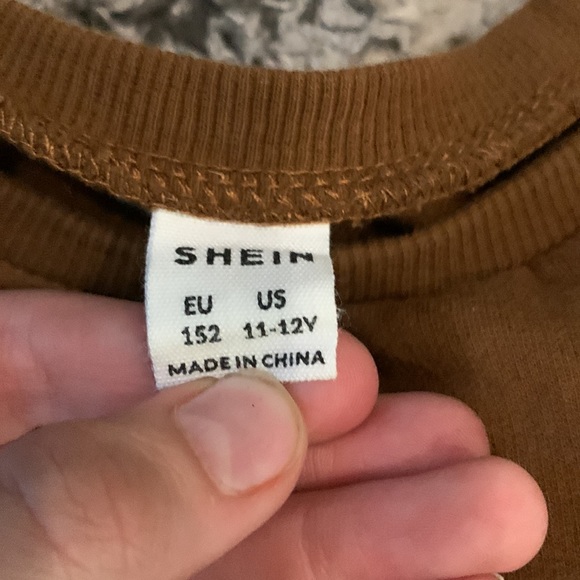 SHEIN
EU US
152 11-12Y
MADE IN CHINA